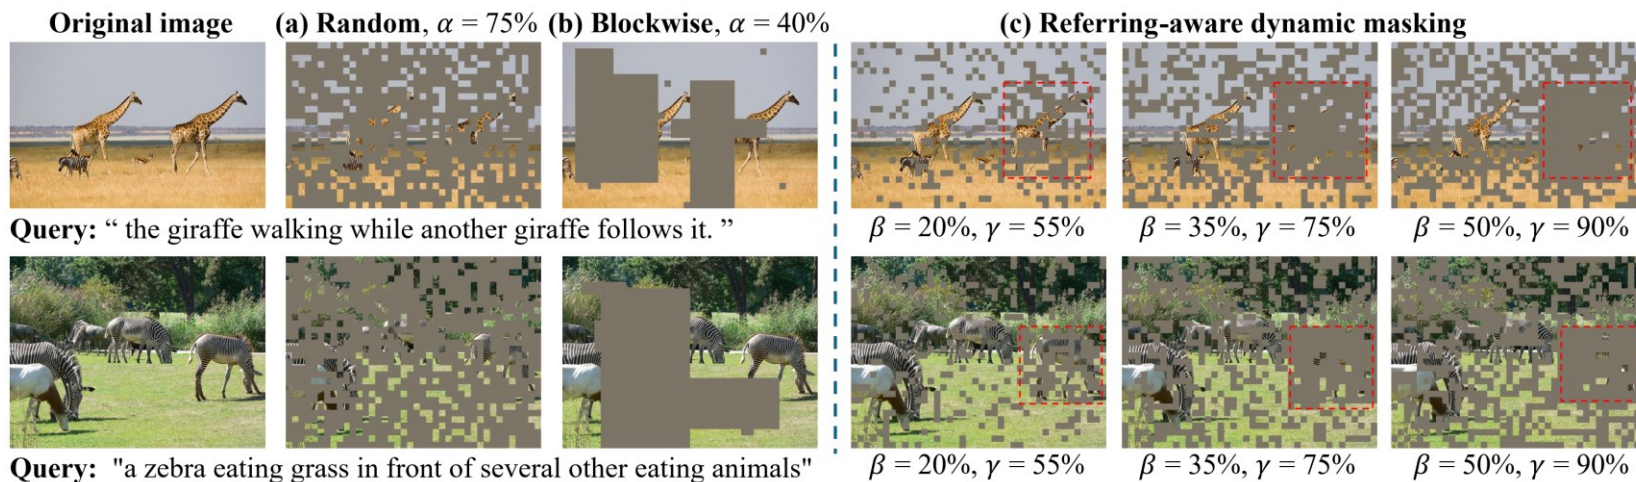 Original image (a) Random, α = 75% (b) Blockwise, α = 40% (c) Referring-aware dynamic masking
β = 20%, γ = 55% β = 35%, γ = 75% β = 50%, γ = 90%
Query: “ the giraffe walking while another giraffe follows it. ”
β = 20%, γ = 55% β = 35%, γ = 75% β = 50%, γ = 90%
Query: "a zebra eating grass in front of several other eating animals"